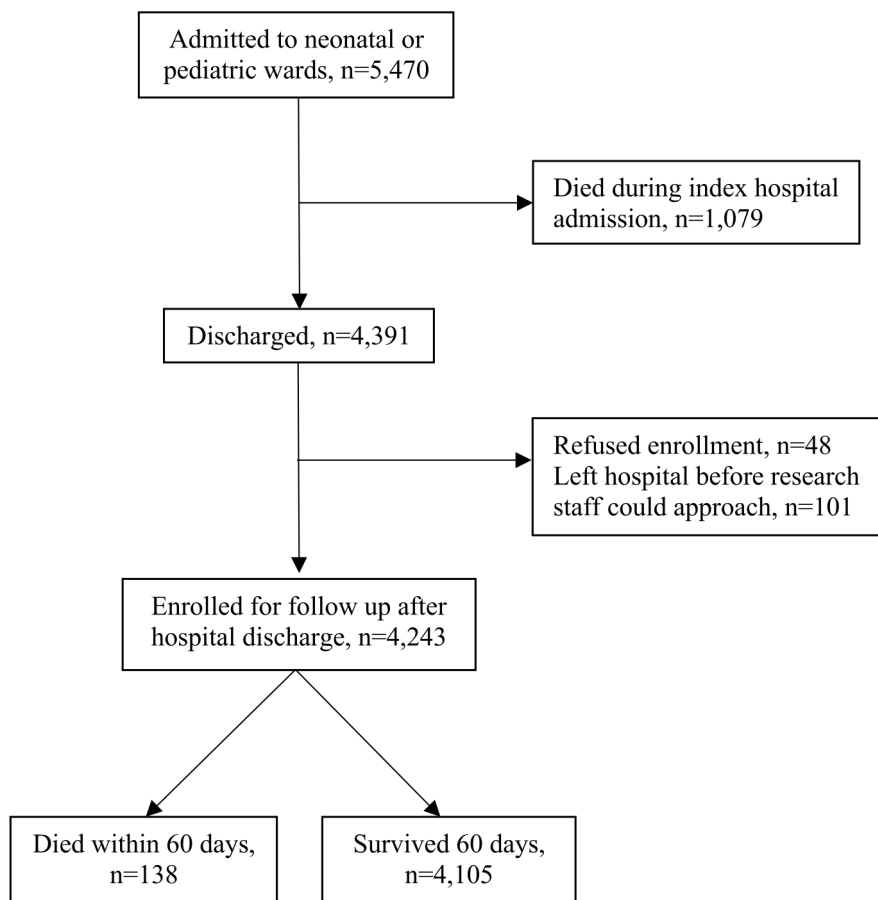 Admitted to neonatal or
pediatric wards, n=5,470
Died during index hospital
admission, n=1,079
Discharged, n=4,391
Refused enrollment, n=48
Left hospital before research
staff could approach, n=101
Enrolled for follow up after
hospital discharge, n=4,243
Died within 60 days,
n=138
Survived 60 days,
n=4,105